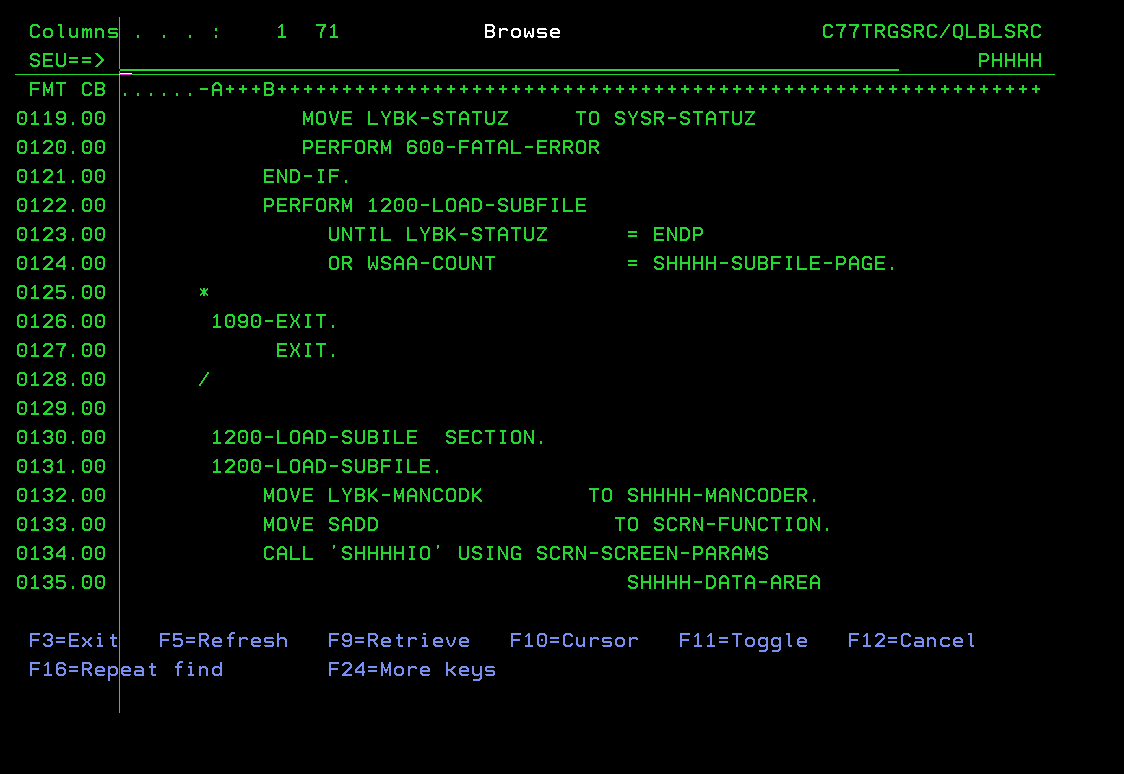 Columns . . . :    1  71           Browse                    C77TRGSRC/QLBLSRC
SEU==>                                                                   PHHHH
FMT CB ......-A+++B+++++++++++++++++++++++++++++++++++++++++++++++++++++++++++
0119.00               MOVE LYBK-STATUZ     TO SYSR-STATUZ
0120.00               PERFORM 600-FATAL-ERROR
0121.00            END-IF.
0122.00            PERFORM 1200-LOAD-SUBFILE
0123.00                 UNTIL LYBK-STATUZ      = ENDP
0124.00                 OR WSAA-COUNT          = SHHHH-SUBFILE-PAGE.
0125.00       *
0126.00        1090-EXIT.
0127.00             EXIT.
0128.00       /
0129.00
0130.00        1200-LOAD-SUBILE  SECTION.
0131.00        1200-LOAD-SUBFILE.
0132.00            MOVE LYBK-MANCODK        TO SHHHH-MANCODER.
0133.00            MOVE SADD                  TO SCRN-FUNCTION.
0134.00            CALL 'SHHHHIO' USING SCRN-SCREEN-PARAMS
0135.00                                        SHHHH-DATA-AREA
F3=Exit   F5=Refresh   F9=Retrieve   F10=Cursor   F11=Toggle   F12=Cancel
F16=Repeat find        F24=More keys